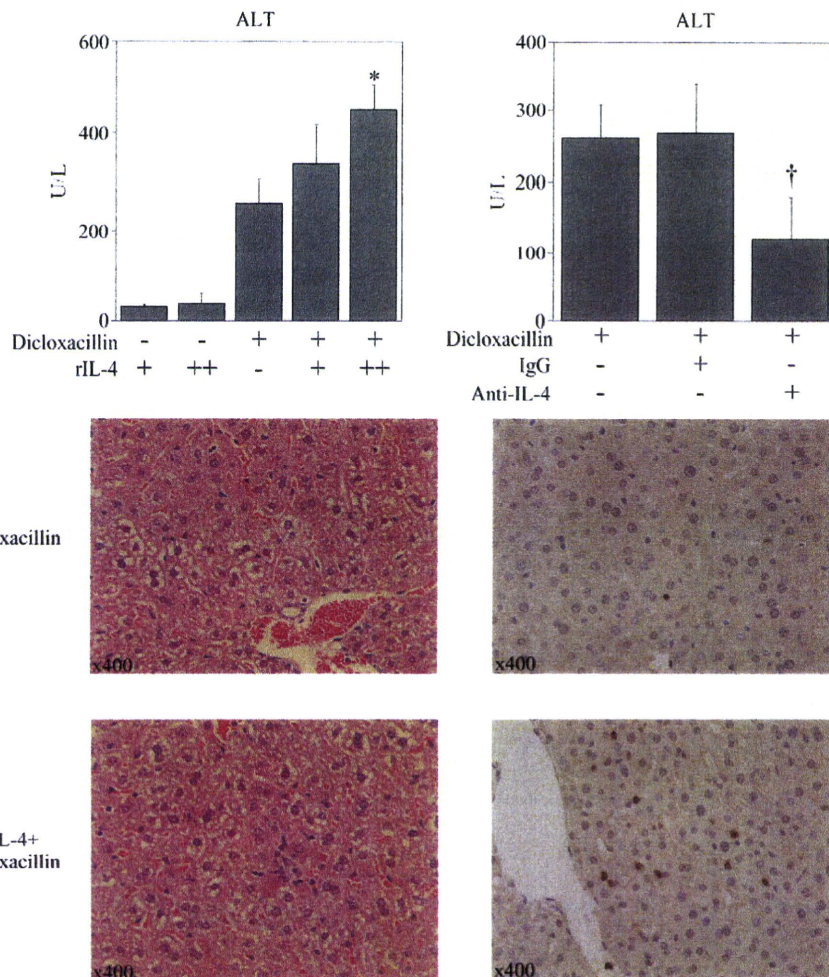 ALT
600
400
200
0
U/L
*
Dicloxacillin - - + + +
rIL-4 + ++ - + ++
ALT
400
300
200
100
0
U/L
†
Dicloxacillin + + +
IgG - + -
Anti-IL-4 - - +
xacillin
x400
x400
L-4+
xacillin
x400
x400